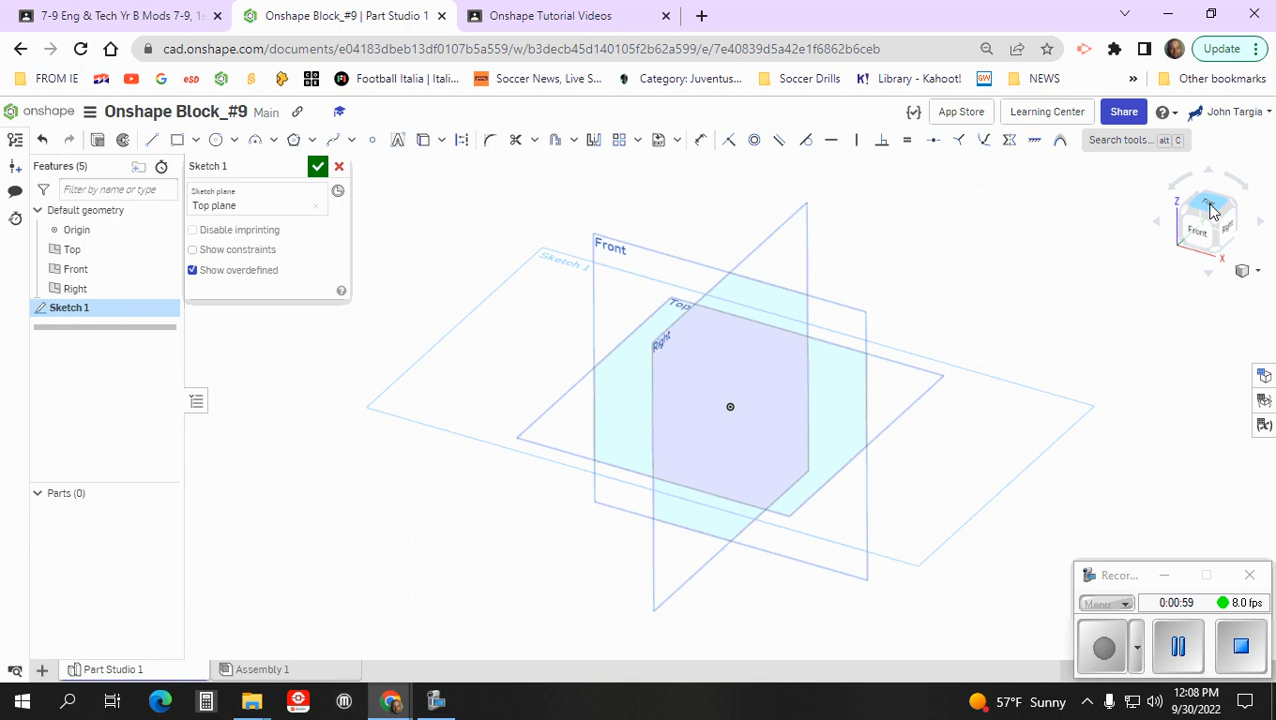 7-9 Eng & Tech Yr B Mods 7-9, 1s
Onshape Block_#9 | Part Studio 1
Onshape Tutorial Videos
cad.onshape.com/documents/e04183dbeb13df0107b5a559/w/b3decb45d140105f2b62a599/e/7e40839d5a42e1f6862b6ceb
Update
FROM IE
esD
Football Italia | Itali...
Soccer News, Live S...
Category: Juventus...
Soccer Drills
K! Library - Kahoot!
GW
NEWS
Other bookmarks
onshape
Onshape Block_#9 Main
App Store
Learning Center
Share
John Targia
Search tools... alt C
Features (5)
Filter by name or type
Default geometry
Origin
Top
Front
Right
Sketch 1
Parts (0)
Sketch 1
Sketch plane
Top plane
Disable imprinting
Show constraints
Show overdefined
Front
Sketch 1
Top
Right
Z
Top
Front
Right
X
Recor...
Menu
0:00:59
8.0 fps
Part Studio 1
Assembly 1
57°F Sunny
12:08 PM
9/30/2022